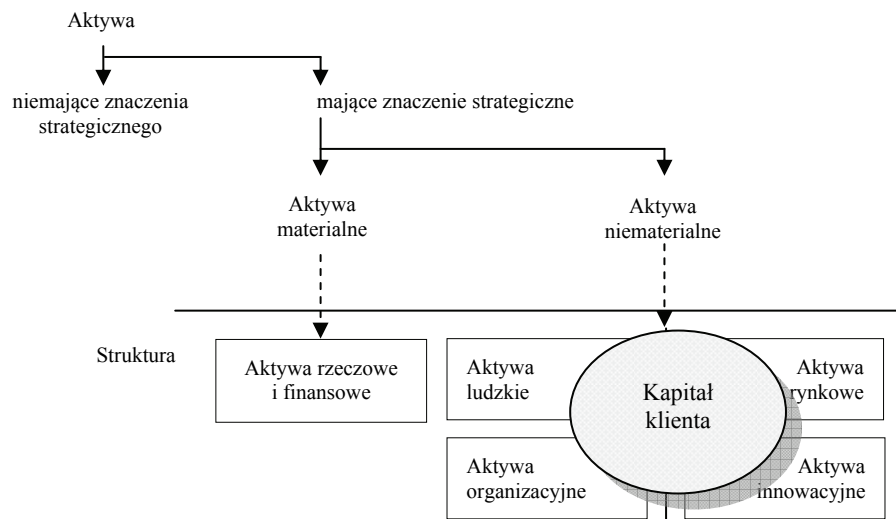 Aktywa
niemające znaczenia
strategicznego
mające znaczenie strategiczne
Aktywa
materialne
Aktywa
niematerialne
Struktura
Aktywa rzeczowe
i finansowe
Aktywa
ludzkie
Kapitał
klienta
Aktywa
rynkowe
Aktywa
organizacyjne
Aktywa
innowacyjne